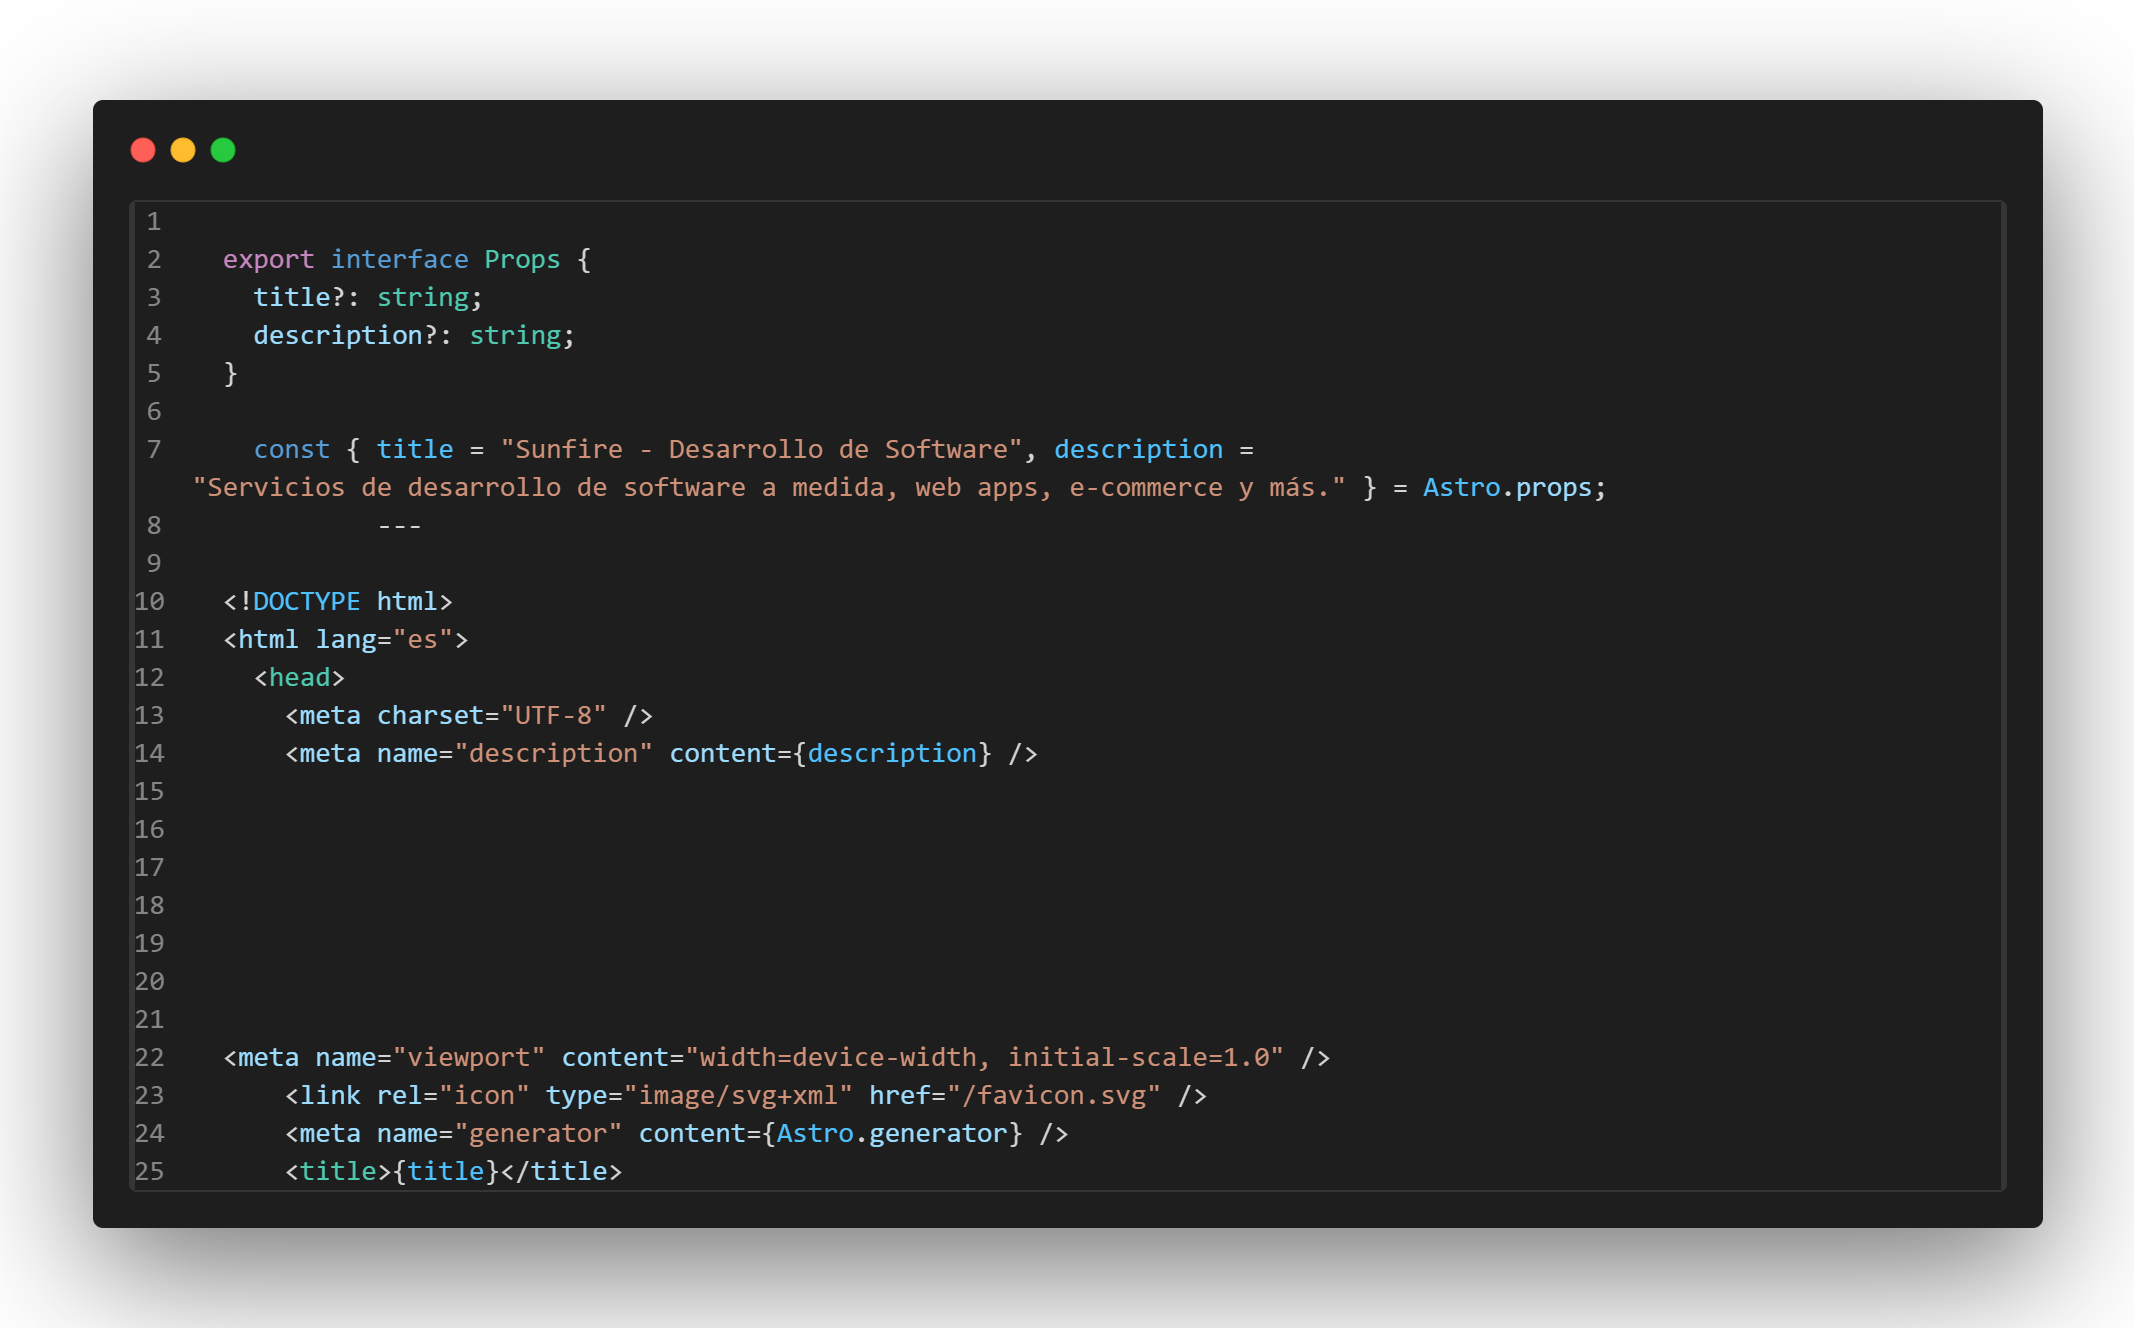 1
2 export interface Props {
3 title?: string;
4 description?: string;
5 }
6
7 const { title = "Sunfire - Desarrollo de Software", description =
"Servicios de desarrollo de software a medida, web apps, e-commerce y más." } = Astro.props;
8 ---
9
10 <!DOCTYPE html>
11 <html lang="es">
12 <head>
13 <meta charset="UTF-8" />
14 <meta name="description" content={description} />
15
16
17
18
19
20
21
22 <meta name="viewport" content="width=device-width, initial-scale=1.0" />
23 <link rel="icon" type="image/svg+xml" href="/favicon.svg" />
24 <meta name="generator" content={Astro.generator} />
25 <title>{title}</title>